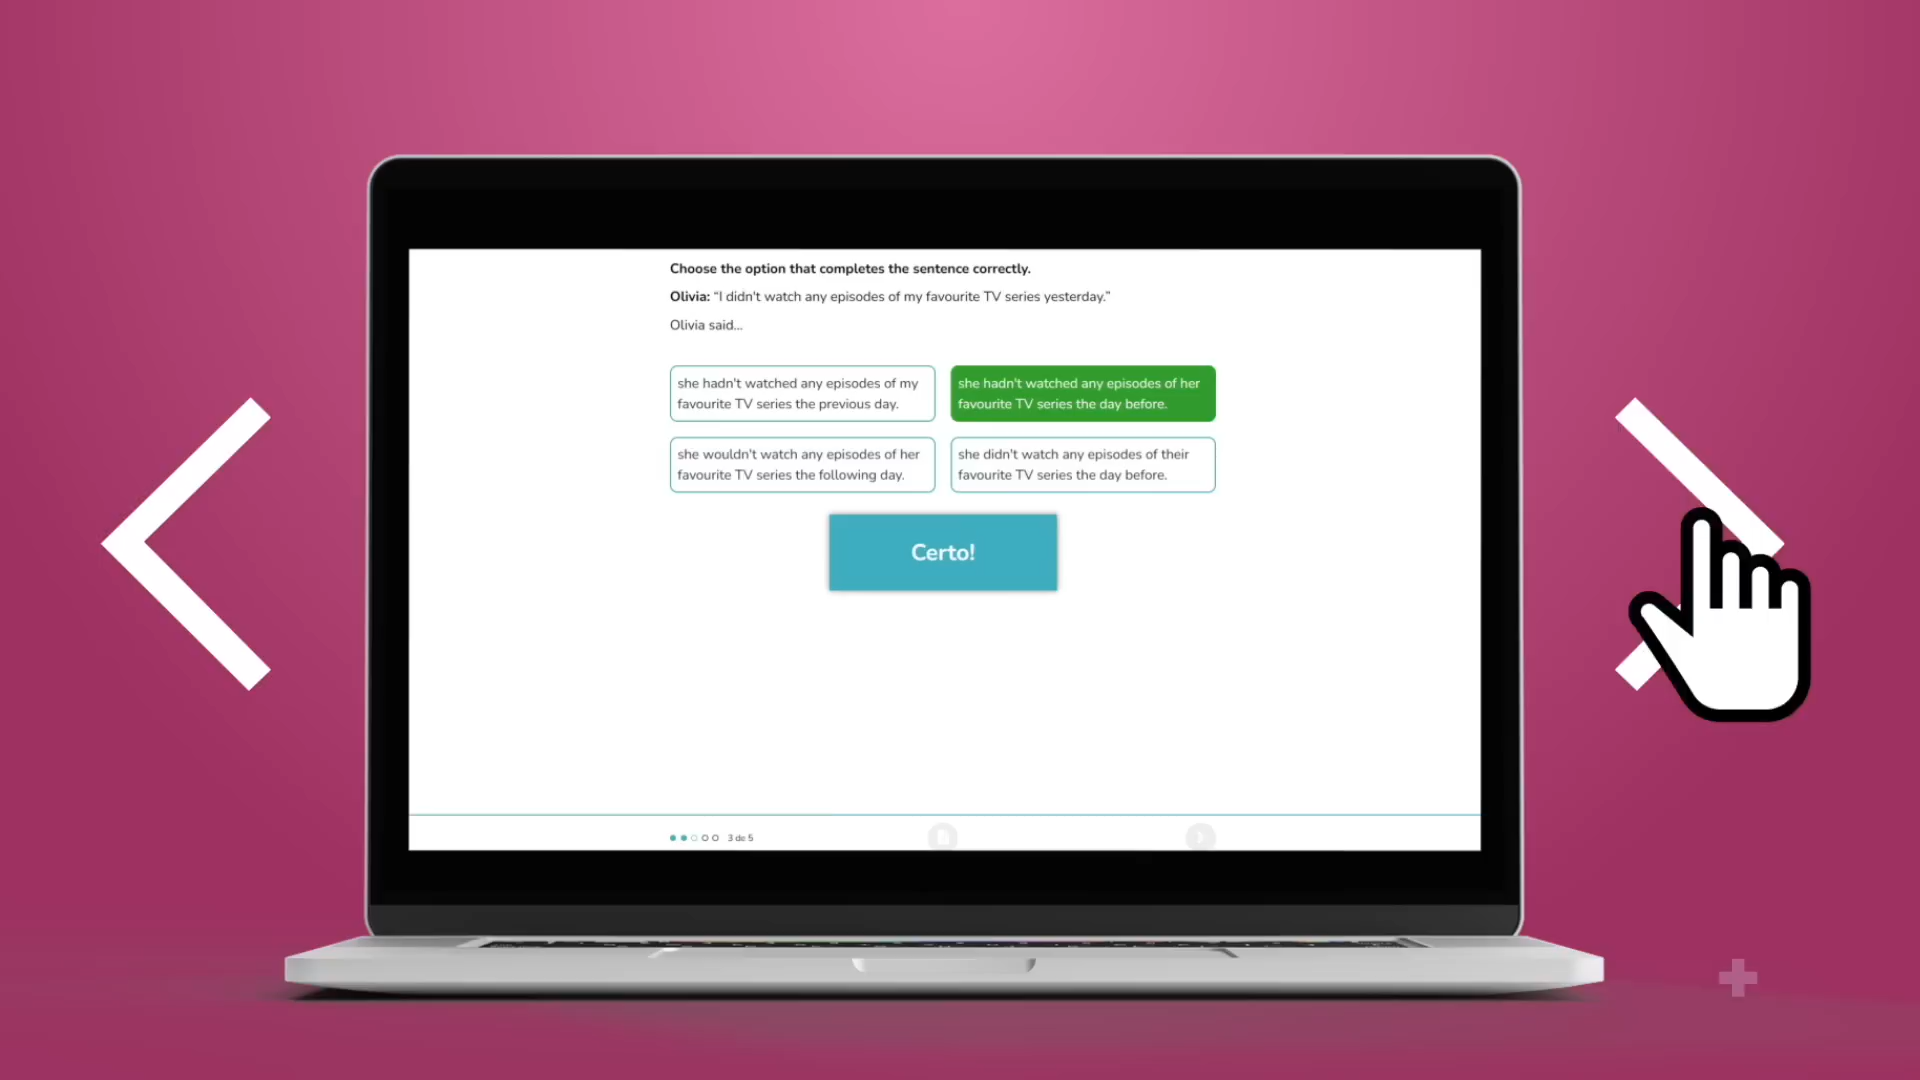 Choose the option that completes the sentence correctly.
Olivia: “I didn't watch any episodes of my favourite TV series yesterday.”
Olivia said...
she hadn't watched any episodes of my
favourite TV series the previous day.
she hadn't watched any episodes of her
favourite TV series the day before.
she wouldn't watch any episodes of her
favourite TV series the following day.
she didn't watch any episodes of their
favourite TV series the day before.
Certo!
3 de 5